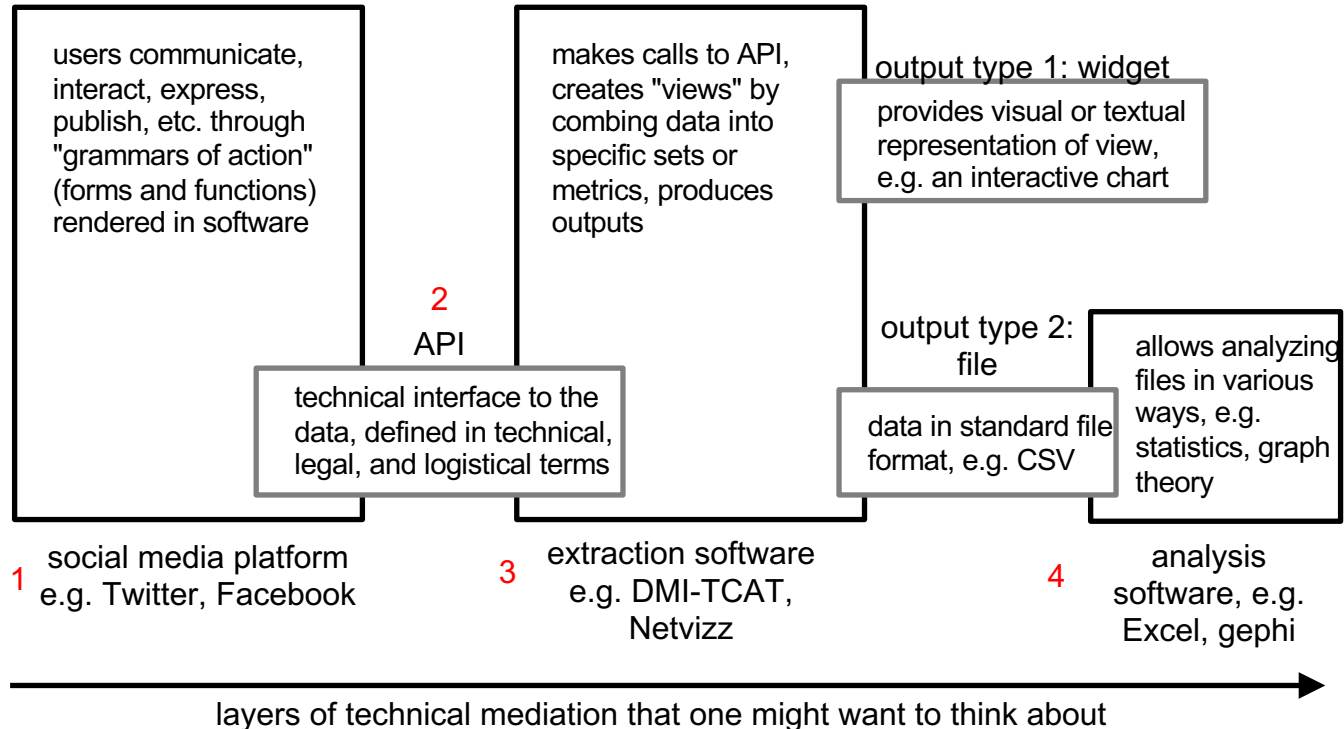 users communicate,
interact, express,
publish, etc. through
"grammars of action"
(forms and functions)
rendered in software
makes calls to API,
creates "views" by
combing data into
specific sets or
metrics, produces
outputs
output type 1: widget
provides visual or textual
representation of view,
e.g. an interactive chart
2
API
technical interface to the
data, defined in technical,
legal, and logistical terms
output type 2:
file
data in standard file
format, e.g. CSV
allows analyzing
files in various
ways, e.g.
statistics, graph
theory
1
social media platform
e.g. Twitter, Facebook
3
extraction software
e.g. DMI-TCAT,
Netvizz
4
analysis
software, e.g.
Excel, gephi
layers of technical mediation that one might want to think about